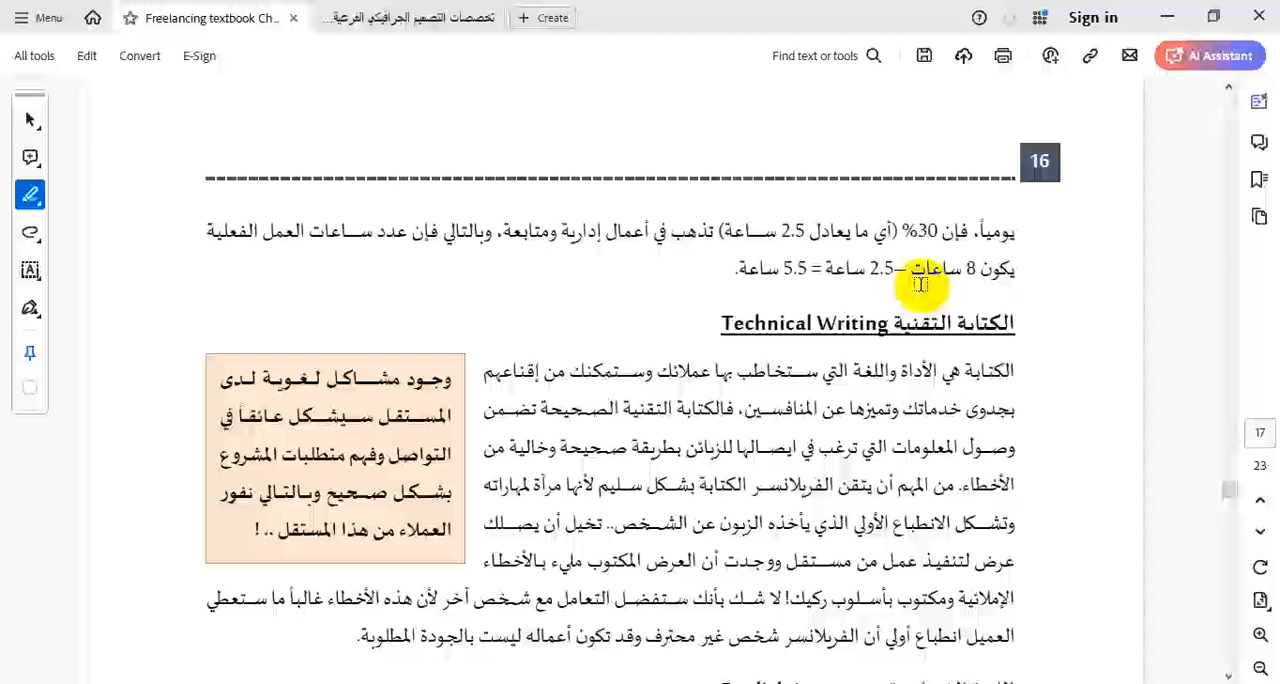 Menu
Freelancing textbook Ch...
تخصصات التصميم الجرافيكي الفرعية...
Create
Sign in
All tools
Edit
Convert
E-Sign
Find text or tools
AI Assistant
16
يومياً، فإن 30% (أي ما يعادل 2.5 ساعة) تذهب في أعمال إدارية ومتابعة، وبالتالي فإن عدد ساعات العمل الفعلية
يكون 8 ساعات –2.5 ساعة = 5.5 ساعة.
الكتابة التقنية Technical Writing
الكتابة هي الأداة واللغة التي ستخاطب بها عملائك وستمكنك من إقناعهم
بجدوى خدماتك وتميزها عن المنافسين، فالكتابة التقنية الصحيحة تضمن
وصول المعلومات التي ترغب في ايصالها للزبائن بطريقة صحيحة وخالية من
الأخطاء. من المهم أن يتقن الفريلانسر الكتابة بشكل سليم لأنها مرآة لمهاراته
وتشكل الانطباع الأولي الذي يأخذه الزبون عن الشخص.. تخيل أن يصلك
عرض لتنفيذ عمل من مستقل ووجدت أن العرض المكتوب مليء بالأخطاء
الإملائية ومكتوب بأسلوب ركيك! لا شك بأنك ستفضل التعامل مع شخص آخر لأن هذه الأخطاء غالباً ما ستعطي
العميل انطباع أولي أن الفريلانسر شخص غير محترف وقد تكون أعماله ليست بالجودة المطلوبة.
وجود مشاكل لغوية لدى
المستقل سيشكل عائقاً في
التواصل وفهم متطلبات المشروع
بشكل صحيح وبالتالي نفور
العملاء من هذا المستقل .. !
17
23